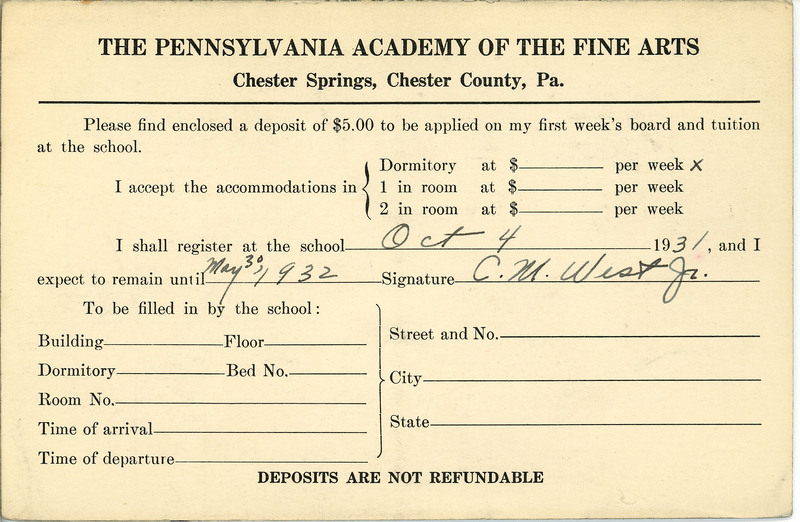 THE PENNSYLVANIA ACADEMY OF THE FINE ARTS
Chester Springs, Chester County, Pa.
Please find enclosed a deposit of $5.00 to be applied on my first week's board and tuition
at the school.
I accept the accommodations in
Dormitory at $ per week x
1 in room at $ per week
2 in room at $ per week
I shall register at the school Oct 4 1931, and I
expect to remain until May 30, 1932 Signature C. M. West Jr.
To be filled in by the school:
Building Floor
Dormitory Bed No.
Room No.
Time of arrival
Time of departure
Street and No.
City
State
DEPOSITS ARE NOT REFUNDABLE